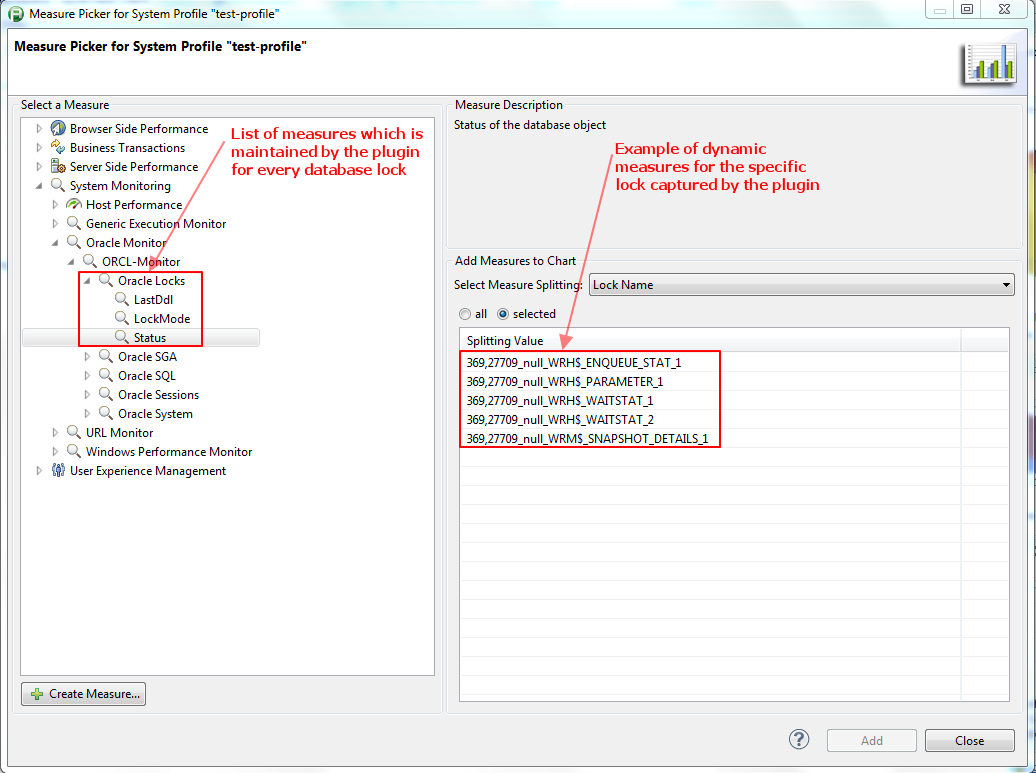 Measure Picker for System Profile "test-profile"
Measure Picker for System Profile "test-profile"
Select a Measure
Browser Side Performance
Business Transactions
Server Side Performance
System Monitoring
Host Performance
Generic Execution Monitor
Oracle Monitor
ORCL-Monitor
Oracle Locks
LastDdl
LockMode
Status
Oracle SGA
Oracle SQL
Oracle Sessions
Oracle System
URL Monitor
Windows Performance Monitor
User Experience Management
List of measures which is
maintained by the plugin
for every database lock
Create Measure...
Measure Description
Status of the database object
Example of dynamic
measures for the specific
lock captured by the plugin
Add Measures to Chart
Select Measure Splitting: Lock Name
all selected
Splitting Value
369,27709_null_WRH$_ENQUEUE_STAT_1
369,27709_null_WRH$_PARAMETER_1
369,27709_null_WRH$_WAITSTAT_1
369,27709_null_WRH$_WAITSTAT_2
369,27709_null_WRM$_SNAPSHOT_DETAILS_1
? Add Close